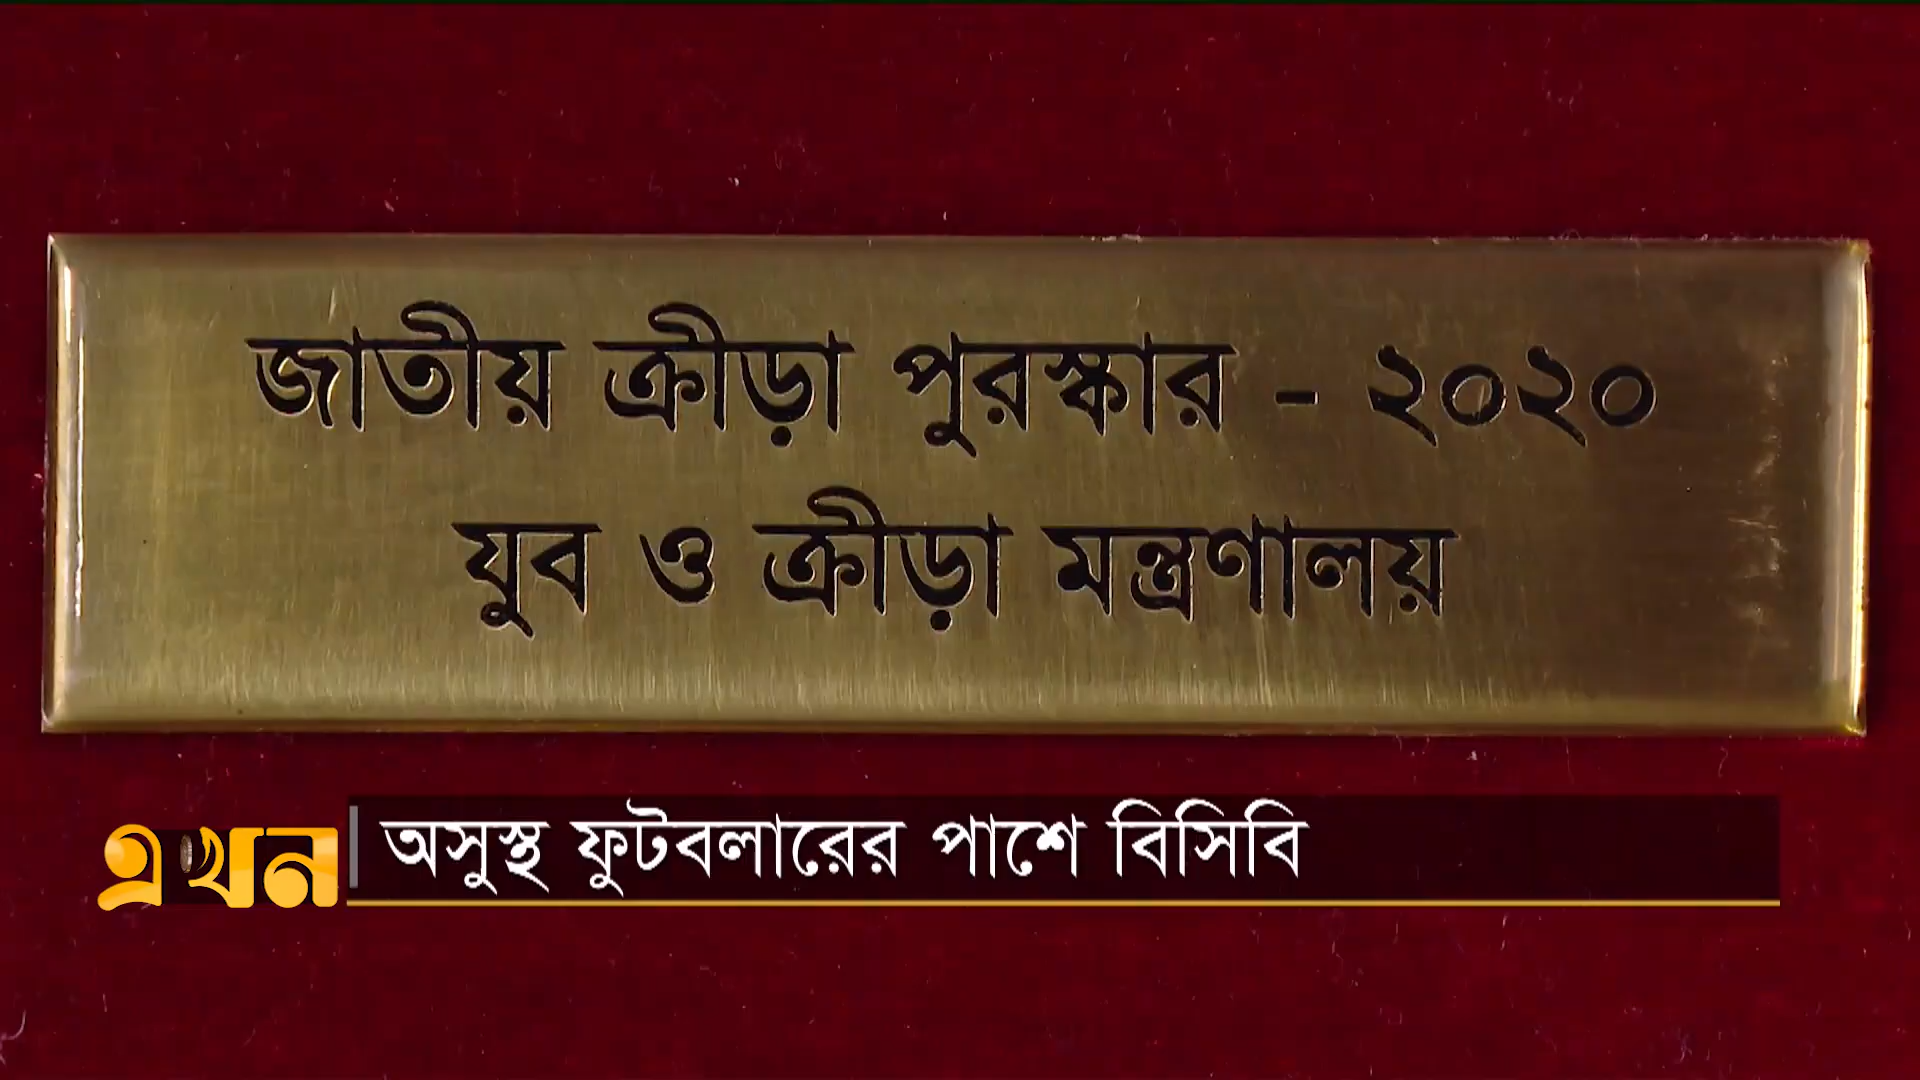 জাতীয় ক্রীড়া পুরস্কার - ২০২০
যুব ও ক্রীড়া মন্ত্রণালয়
এখন
অসুস্থ ফুটবলারের পাশে বিসিবি